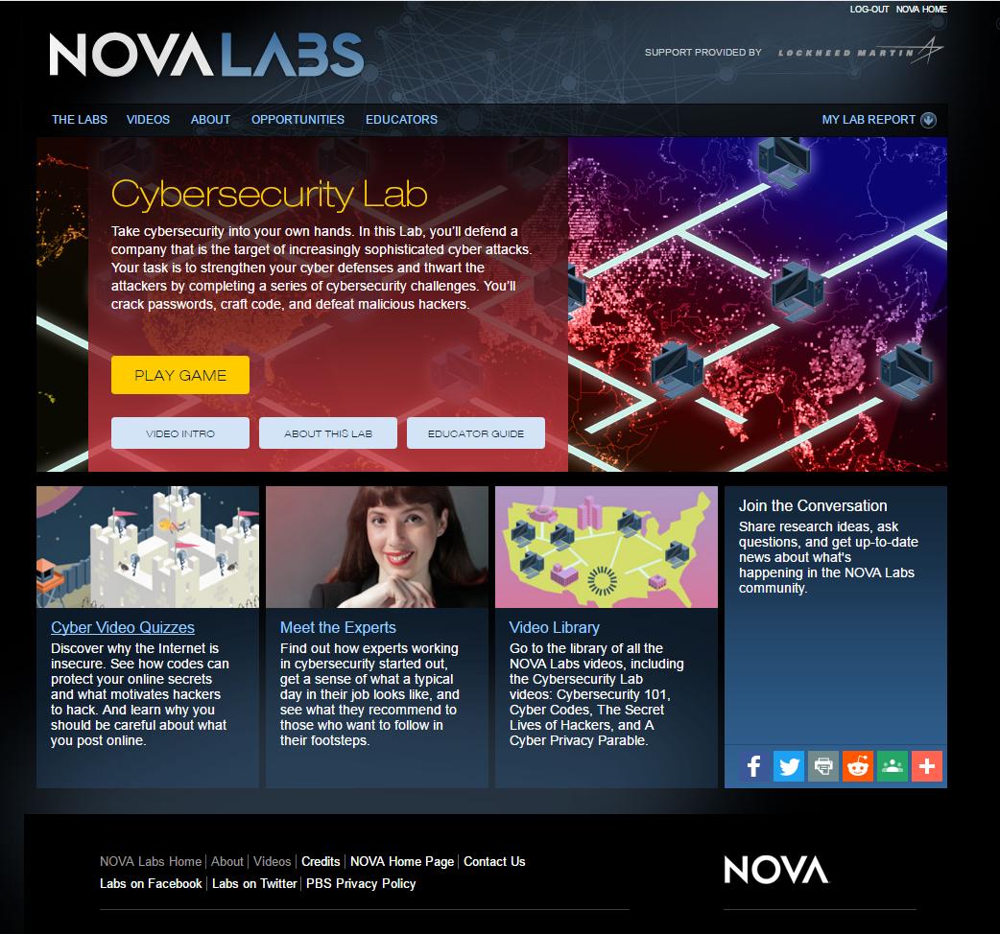 LOG-OUT NOVA HOME
NOVALABS
SUPPORT PROVIDED BY LOCKHEED MARTIN
THE LABS VIDEOS ABOUT OPPORTUNITIES EDUCATORS MY LAB REPORT
Cybersecurity Lab
Take cybersecurity into your own hands. In this Lab, you’ll defend a
company that is the target of increasingly sophisticated cyber attacks.
Your task is to strengthen your cyber defenses and thwart the
attackers by completing a series of cybersecurity challenges. You’ll
crack passwords, craft code, and defeat malicious hackers.
PLAY GAME
VIDEO INTRO ABOUT THIS LAB EDUCATOR GUIDE
Cyber Video Quizzes
Discover why the Internet is
insecure. See how codes can
protect your online secrets
and what motivates hackers
to hack. And learn why you
should be careful about what
you post online.
Meet the Experts
Find out how experts working
in cybersecurity started out,
get a sense of what a typical
day in their job looks like, and
see what they recommend to
those who want to follow in
their footsteps.
Video Library
Go to the library of all the
NOVA Labs videos, including
the Cybersecurity Lab
videos: Cybersecurity 101,
Cyber Codes, The Secret
Lives of Hackers, and A
Cyber Privacy Parable.
Join the Conversation
Share research ideas, ask
questions, and get up-to-date
news about what's
happening in the NOVA Labs
community.
NOVA Labs Home | About | Videos | Credits | NOVA Home Page | Contact Us
Labs on Facebook | Labs on Twitter | PBS Privacy Policy
NOVA